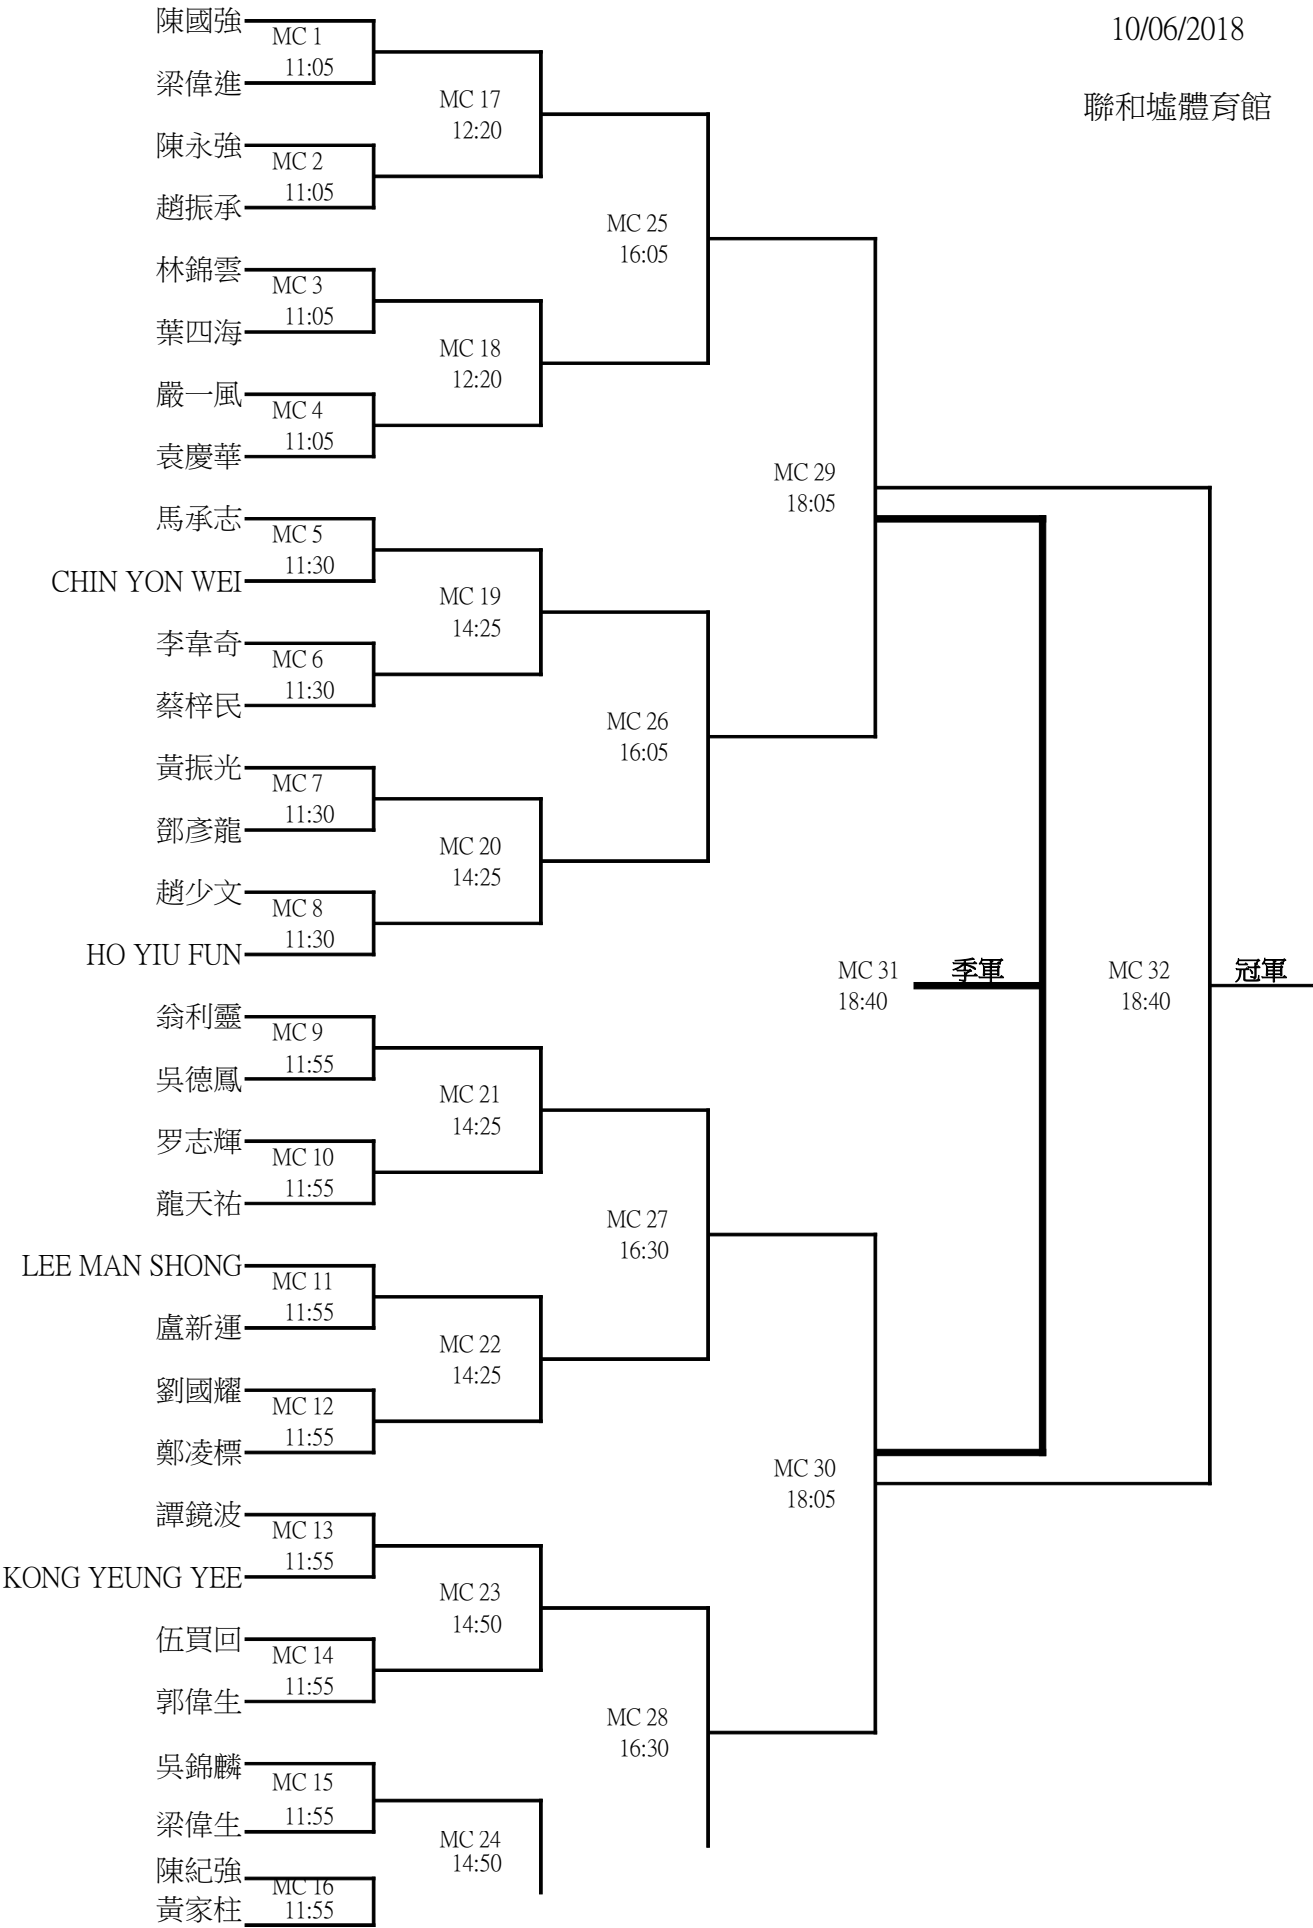 陳國強
10/06/2018
MC 1
11:05
梁偉進
MC 17
聯和墟體育館
12:20
陳永強
MC 2
11:05
趙振承
MC 25
16:05
林錦雲
MC 3
11:05
葉四海
MC 18
12:20
嚴一風
MC 4
11:05
袁慶華
MC 29
18:05
馬承志
MC 5
11:30
CHIN YON WEI
MC 19
14:25
李韋奇
MC 6
11:30
蔡梓民
MC 26
16:05
黃振光
MC 7
11:30
鄧彥龍
MC 20
14:25
趙少文
MC 8
11:30
HO YIU FUN
MC 31
季軍
MC 32
冠軍
18:40
18:40
翁利靈
MC 9
11:55
吳德鳳
MC 21
14:25
罗志輝
MC 10
11:55
龍天祐
MC 27
16:30
LEE MAN SHONG
MC 11
11:55
盧新運
MC 22
14:25
劉國耀
MC 12
11:55
鄭凌標
MC 30
18:05
譚鏡波
MC 13
11:55
KONG YEUNG YEE
MC 23
14:50
伍買回
MC 14
11:55
郭偉生
MC 28
16:30
吳錦麟
MC 15
11:55
梁偉生
MC 24
14:50
陳紀強
MC 16
11:55
黃家柱